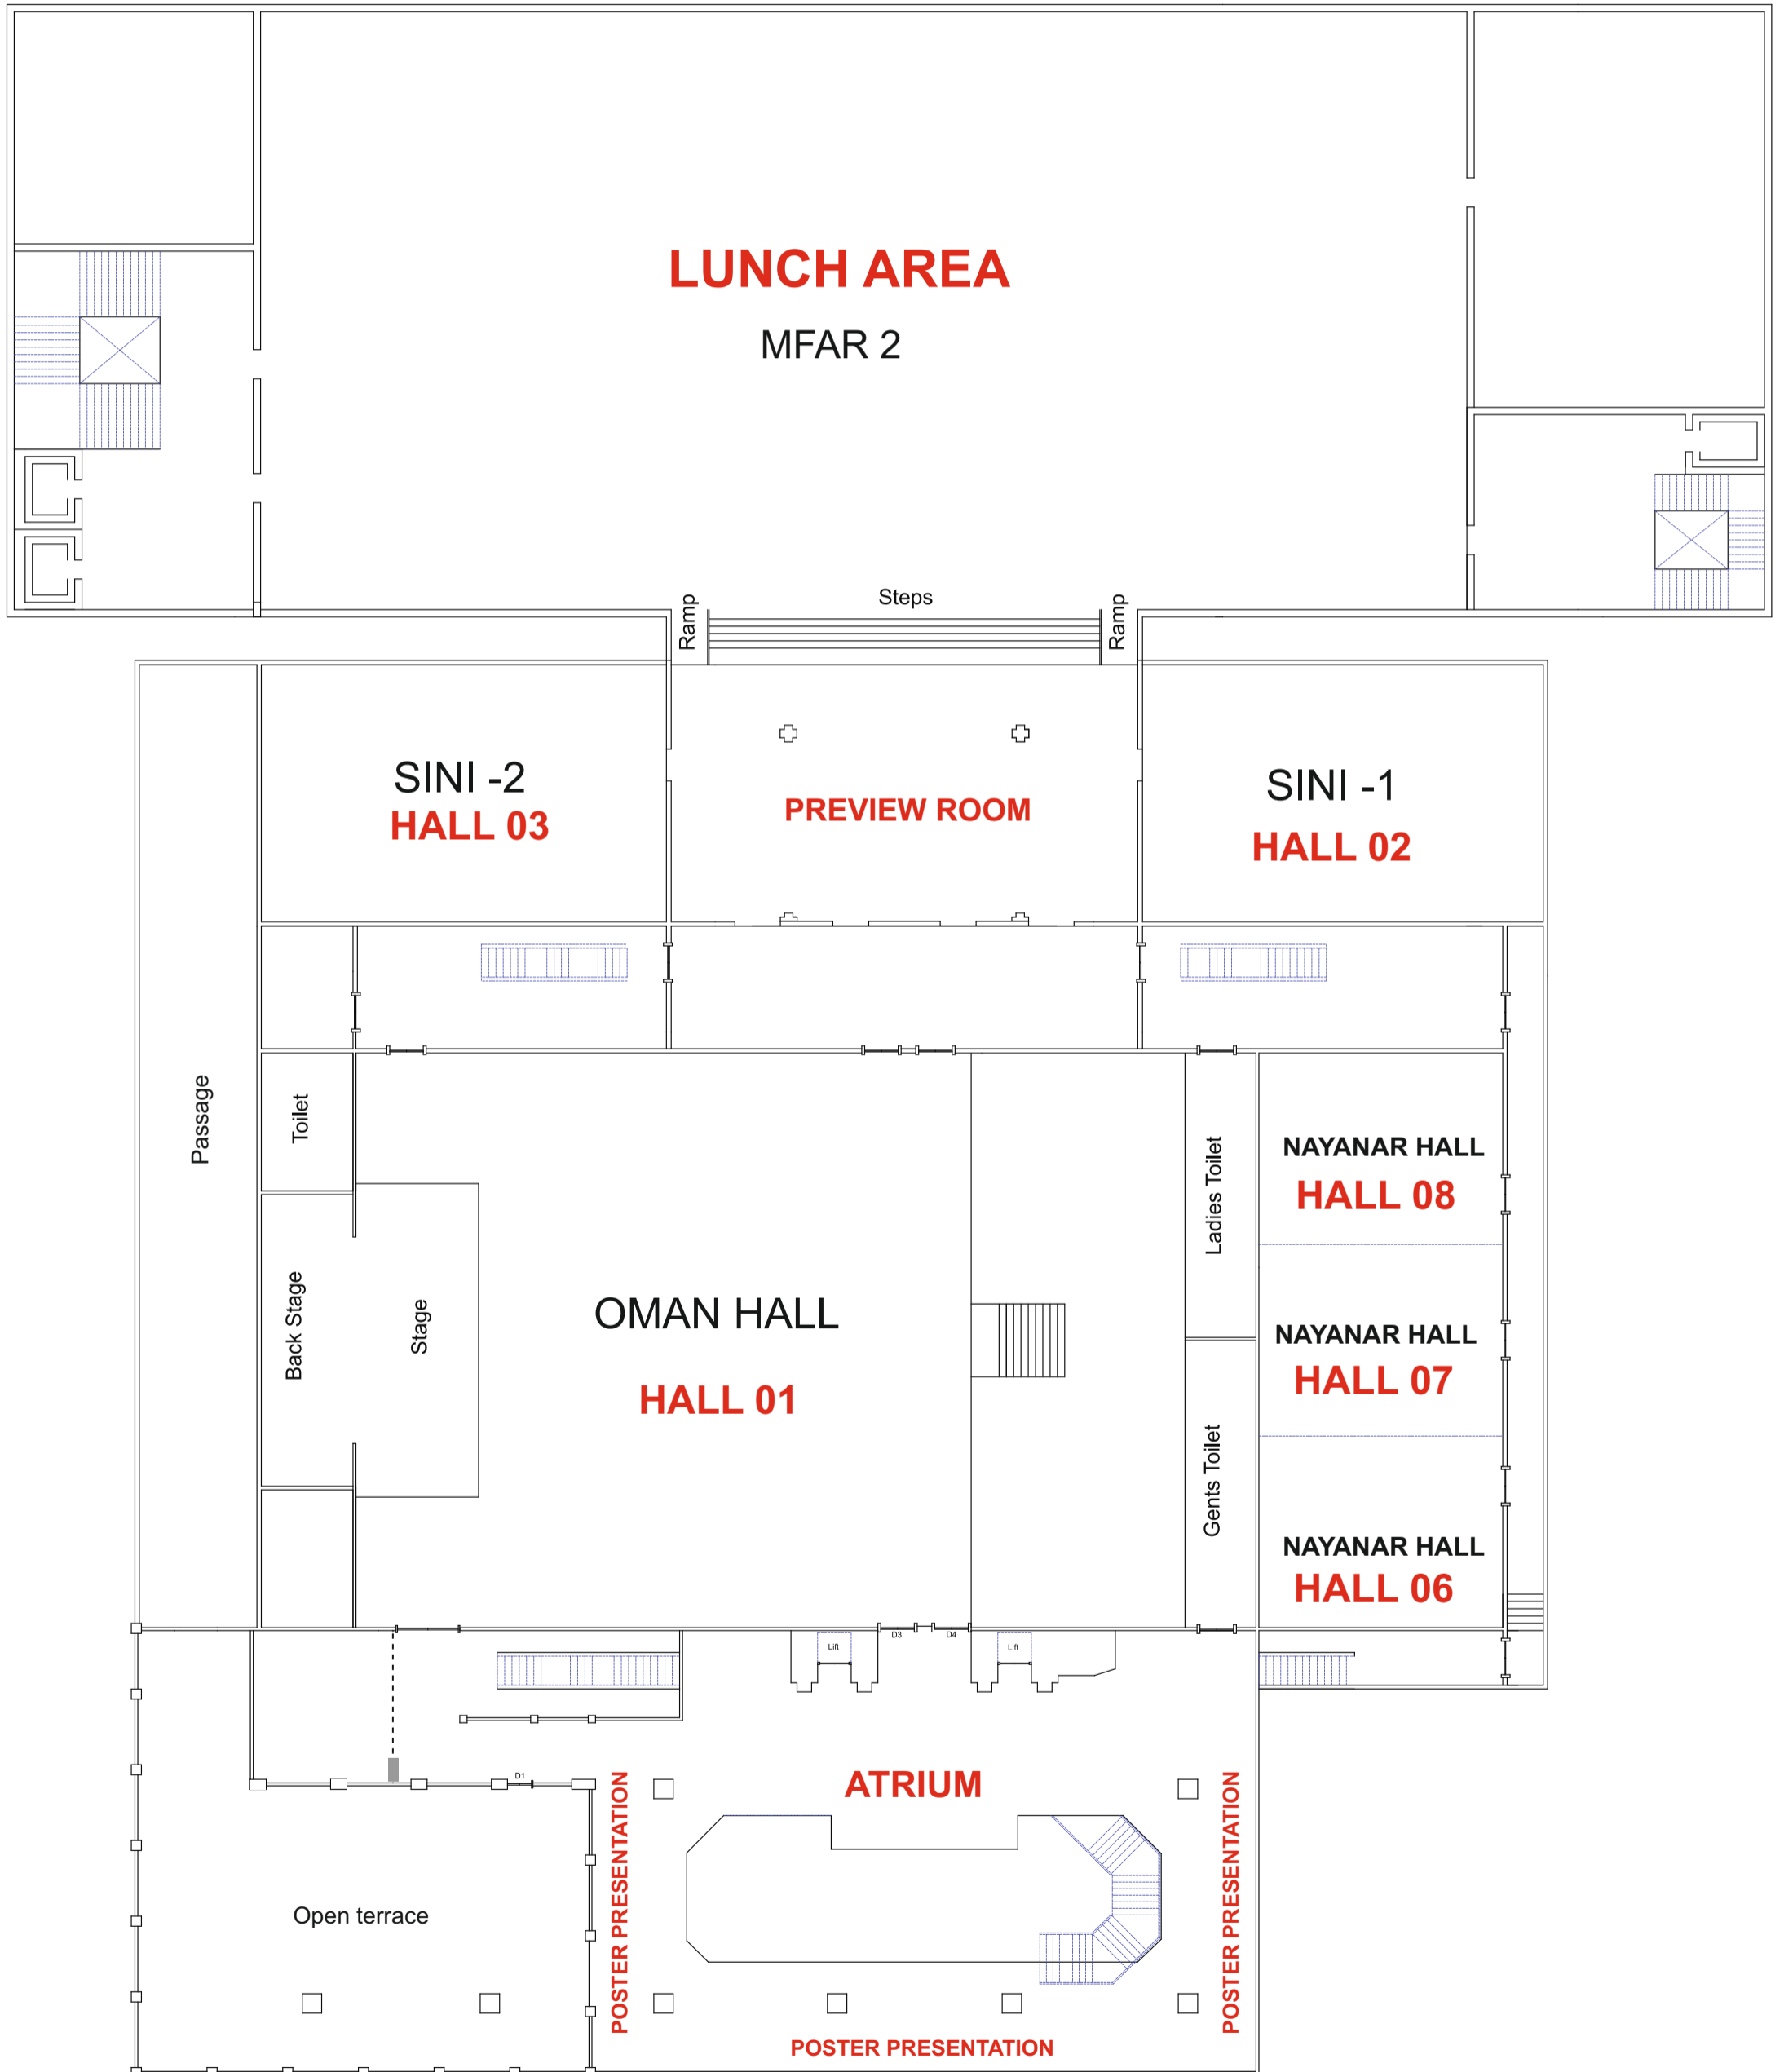 LUNCH AREA
MFAR 2
Ramp
Steps
Ramp
SINI -2
HALL 03
PREVIEW ROOM
SINI -1
HALL 02
Passage
Toilet
Back Stage
Stage
OMAN HALL
HALL 01
Ladies Toilet
Gents Toilet
NAYANAR HALL
HALL 08
NAYANAR HALL
HALL 07
NAYANAR HALL
HALL 06
Lift
D3
D4
Lift
D1
ATRIUM
POSTER PRESENTATION
POSTER PRESENTATION
Open terrace
POSTER PRESENTATION